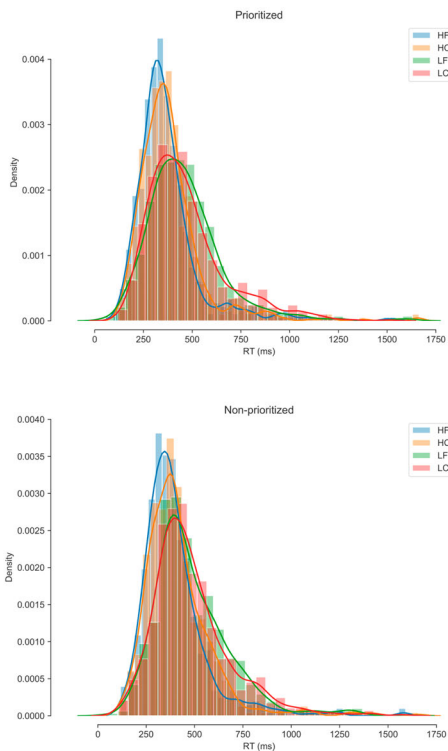 Prioritized
HF
HC
LF
LC
0.004
0.003
0.002
0.001
0.000
Density
0 250 500 750 1000 1250 1500 1750
RT (ms)
Non-prioritized
HF
HC
LF
LC
0.0040
0.0035
0.0030
0.0025
0.0020
0.0015
0.0010
0.0005
0.0000
Density
0 250 500 750 1000 1250 1500 1750
RT (ms)